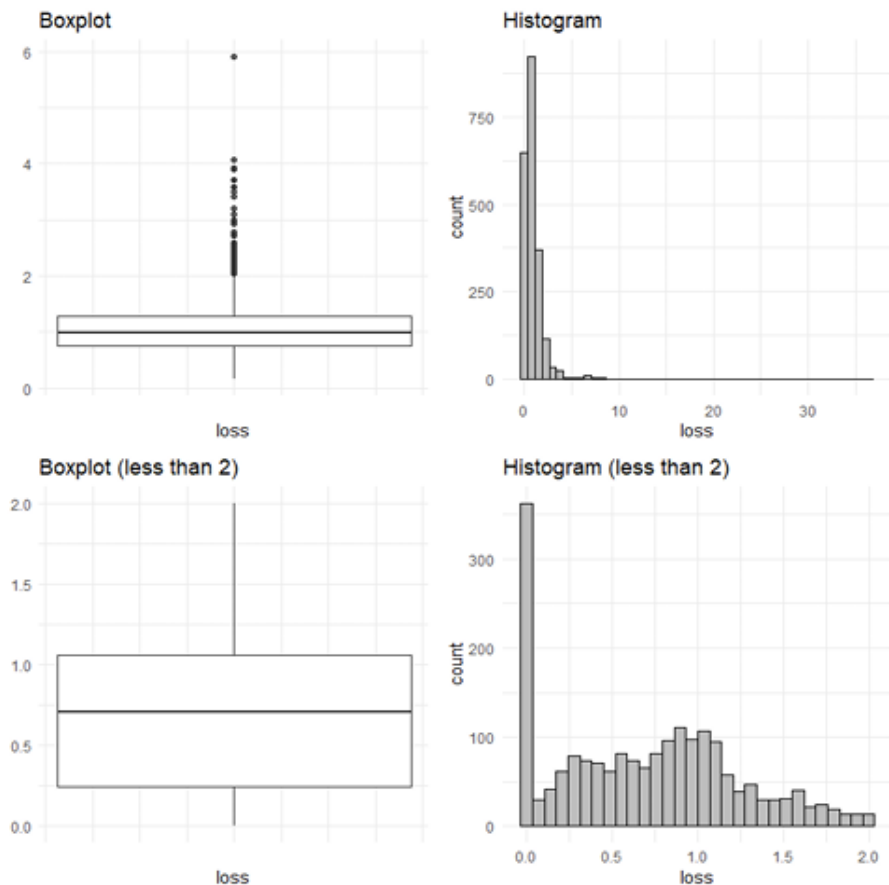 Boxplot
6
4
2
0
loss
Histogram
750
500
250
0
count
0 10 20 30
loss
Boxplot (less than 2)
2.0
1.5
1.0
0.5
0.0
loss
Histogram (less than 2)
300
200
100
0
count
0.0 0.5 1.0 1.5 2.0
loss